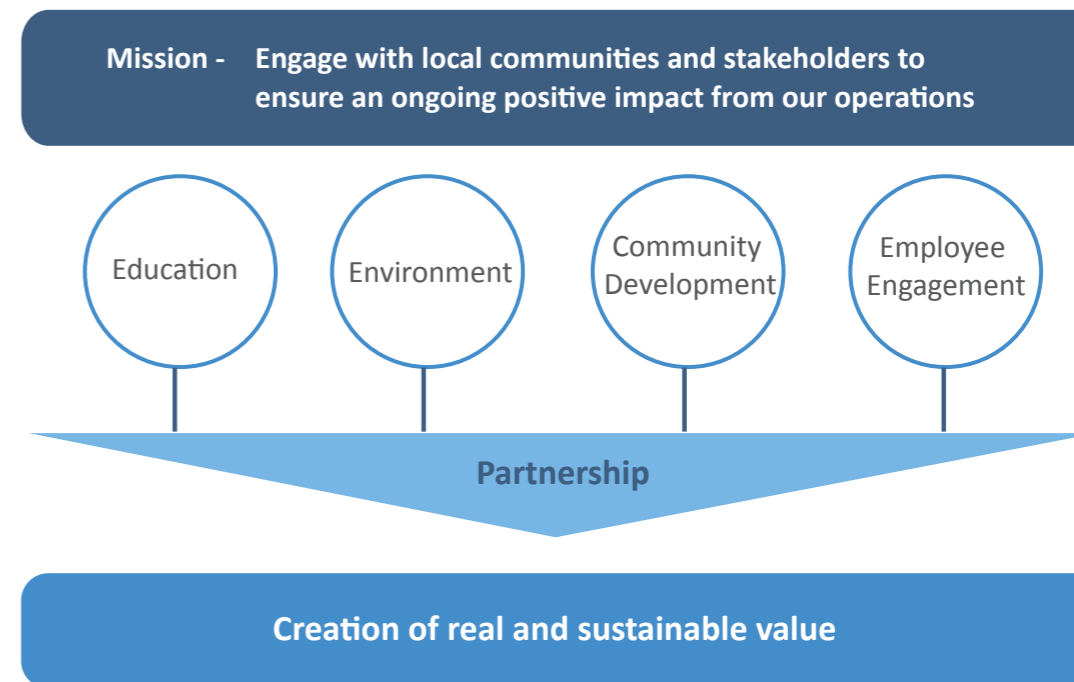 Mission - Engage with local communities and stakeholders to
ensure an ongoing positive impact from our operations
Education
Environment
Community
Development
Employee
Engagement
Partnership
Creation of real and sustainable value